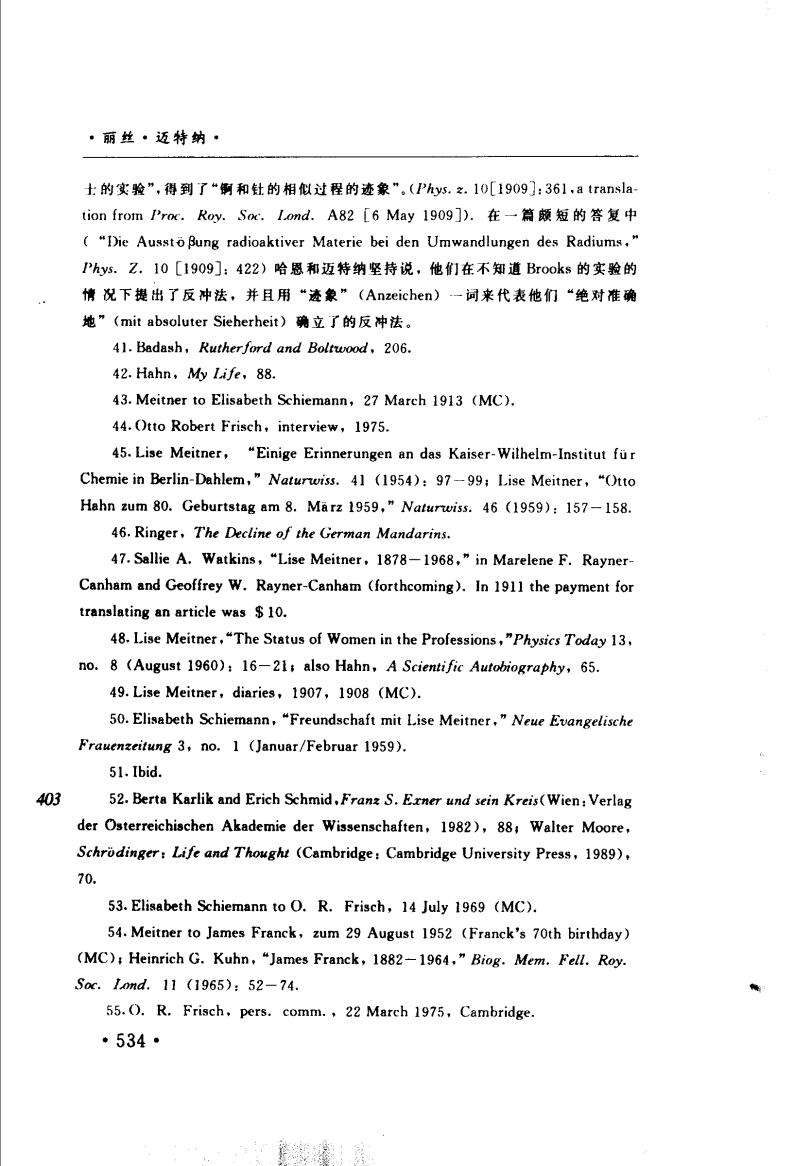 ·丽丝·迈特纳·
士的实验”,得到了“锕和钍的相似过程的迹象”。(Phys. z. 10[1909]:361,a transla-
tion from Proc. Roy. Soc. Lond. A82 [6 May 1909]). 在一篇颇短的答复中
( “Die Ausstöβung radioaktiver Materie bei den Umwandlungen des Radiums,”
Phys. Z. 10 [1909]: 422) 哈恩和迈特纳坚持说, 他们在不知道 Brooks 的实验的
情况下提出了反冲法, 并且用 “迹象” (Anzeichen) 一词来代表他们 “绝对准确
地” (mit absoluter Sieherheit) 确立了的反冲法。
41. Badash, Rutherford and Boltwood, 206.
42. Hahn, My Life, 88.
43. Meitner to Elisabeth Schiemann, 27 March 1913 (MC).
44. Otto Robert Frisch, interview, 1975.
45. Lise Meitner, “Einige Erinnerungen an das Kaiser-Wilhelm-Institut für
Chemie in Berlin-Dahlem,” Naturwiss. 41 (1954): 97—99; Lise Meitner, “Otto
Hahn zum 80. Geburtstag am 8. März 1959,” Naturwiss. 46 (1959): 157—158.
46. Ringer, The Decline of the German Mandarins.
47. Sallie A. Watkins, “Lise Meitner, 1878—1968,” in Marelene F. Rayner-
Canham and Geoffrey W. Rayner-Canham (forthcoming). In 1911 the payment for
translating an article was $ 10.
48. Lise Meitner,“The Status of Women in the Professions,”Physics Today 13,
no. 8 (August 1960): 16—21; also Hahn, A Scientific Autobiography, 65.
49. Lise Meitner, diaries, 1907, 1908 (MC).
50. Elisabeth Schiemann, “Freundschaft mit Lise Meitner,” Neue Evangelische
Frauenzeitung 3, no. 1 (Januar/Februar 1959).
51. Ibid.
403 52. Berta Karlik and Erich Schmid,Franz S. Exner und sein Kreis(Wien:Verlag
der Osterreichischen Akademie der Wissenschaften, 1982), 88; Walter Moore,
Schrödinger: Life and Thought (Cambridge: Cambridge University Press, 1989),
70.
53. Elisabeth Schiemann to O. R. Frisch, 14 July 1969 (MC).
54. Meitner to James Franck, zum 29 August 1952 (Franck's 70th birthday)
(MC); Heinrich G. Kuhn, “James Franck, 1882—1964,” Biog. Mem. Fell. Roy.
Soc. Lond. 11 (1965): 52—74.
55. O. R. Frisch, pers. comm. , 22 March 1975, Cambridge.
·534·